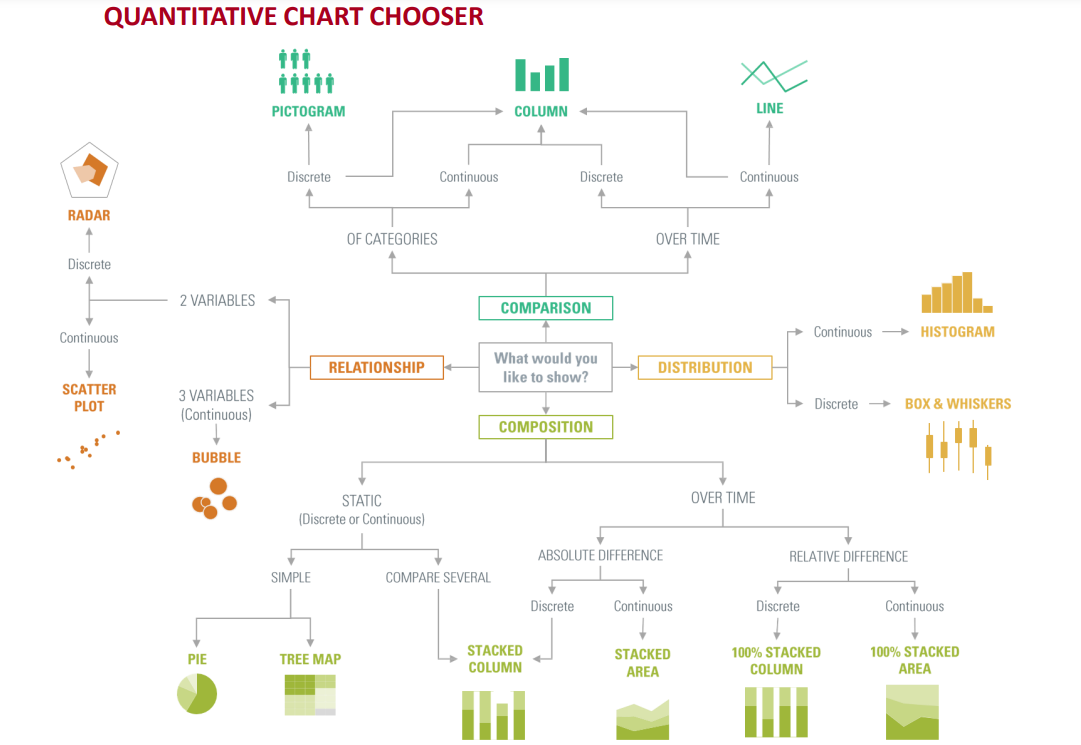 QUANTITATIVE CHART CHOOSER
PICTOGRAM
COLUMN
LINE
Discrete
Continuous
Discrete
Continuous
OF CATEGORIES
OVER TIME
RADAR
Discrete
2 VARIABLES
Continuous
SCATTER
PLOT
3 VARIABLES
(Continuous)
BUBBLE
COMPARISON
What would you
like to show?
RELATIONSHIP
DISTRIBUTION
COMPOSITION
Continuous
HISTOGRAM
Discrete
BOX & WHISKERS
STATIC
(Discrete or Continuous)
OVER TIME
SIMPLE
COMPARE SEVERAL
ABSOLUTE DIFFERENCE
RELATIVE DIFFERENCE
Discrete
Continuous
Discrete
Continuous
PIE
TREE MAP
STACKED
COLUMN
STACKED
AREA
100% STACKED
COLUMN
100% STACKED
AREA